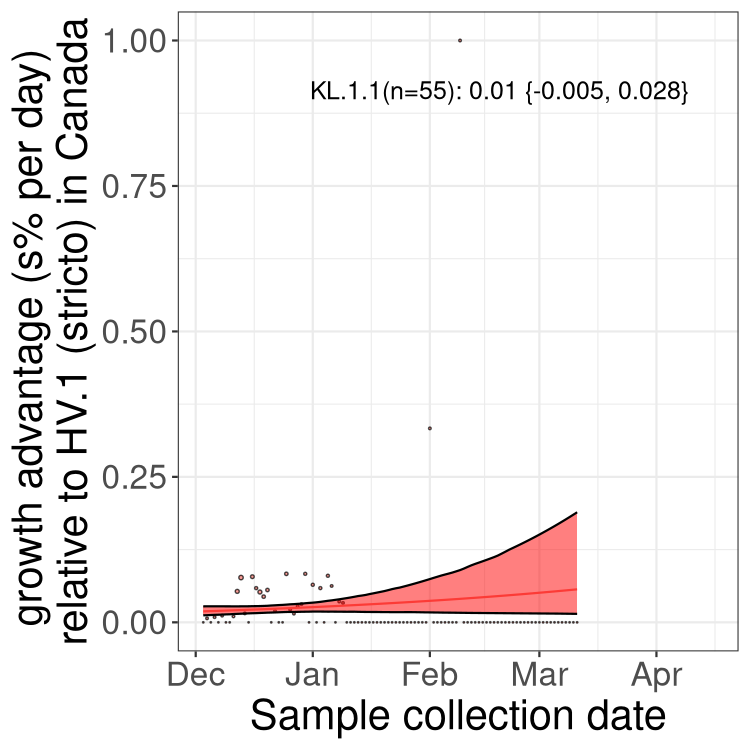 growth advantage (s% per day)
relative to HV.1 (stricto) in Canada
1.00
0.75
0.50
0.25
0.00
KL.1.1(n=55): 0.01 {-0.005, 0.028}
Dec Jan Feb Mar Apr
Sample collection date